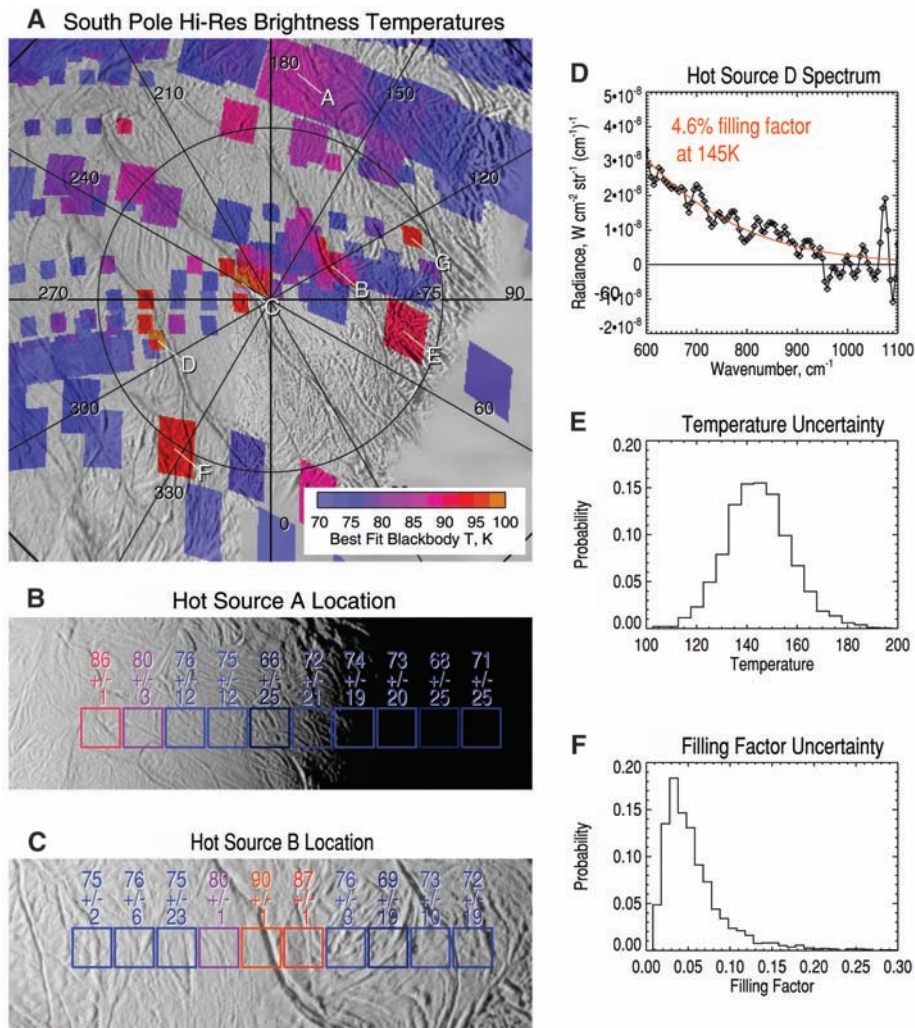 A South Pole Hi-Res Brightness Temperatures
180
A
210
150
240
120
G
B
270
C
-75
90
D
E
300
60
F
330
0
70 75 80 85 90 95 100
Best Fit Blackbody T, K
B Hot Source A Location
86 80 76 75 66 72 74 73 68 71
+/- +/- +/- +/- +/- +/- +/- +/- +/- +/-
1 3 12 12 25 21 19 20 25 25
C Hot Source B Location
75 76 75 80 90 87 76 69 73 72
+/- +/- +/- +/- +/- +/- +/- +/- +/- +/-
2 6 23 1 1 1 3 19 10 19
D Hot Source D Spectrum
4.6% filling factor
at 145K
Radiance, W cm⁻² str⁻¹ (cm⁻¹)⁻¹
5•10⁻⁸
4•10⁻⁸
3•10⁻⁸
2•10⁻⁸
1•10⁻⁸
0
-2•10⁻⁸
-60
600 700 800 900 1000 1100
Wavenumber, cm⁻¹
E Temperature Uncertainty
Probability
0.20
0.15
0.10
0.05
0.00
100 120 140 160 180 200
Temperature
F Filling Factor Uncertainty
Probability
0.20
0.15
0.10
0.05
0.00
0.00 0.05 0.10 0.15 0.20 0.25 0.30
Filling Factor